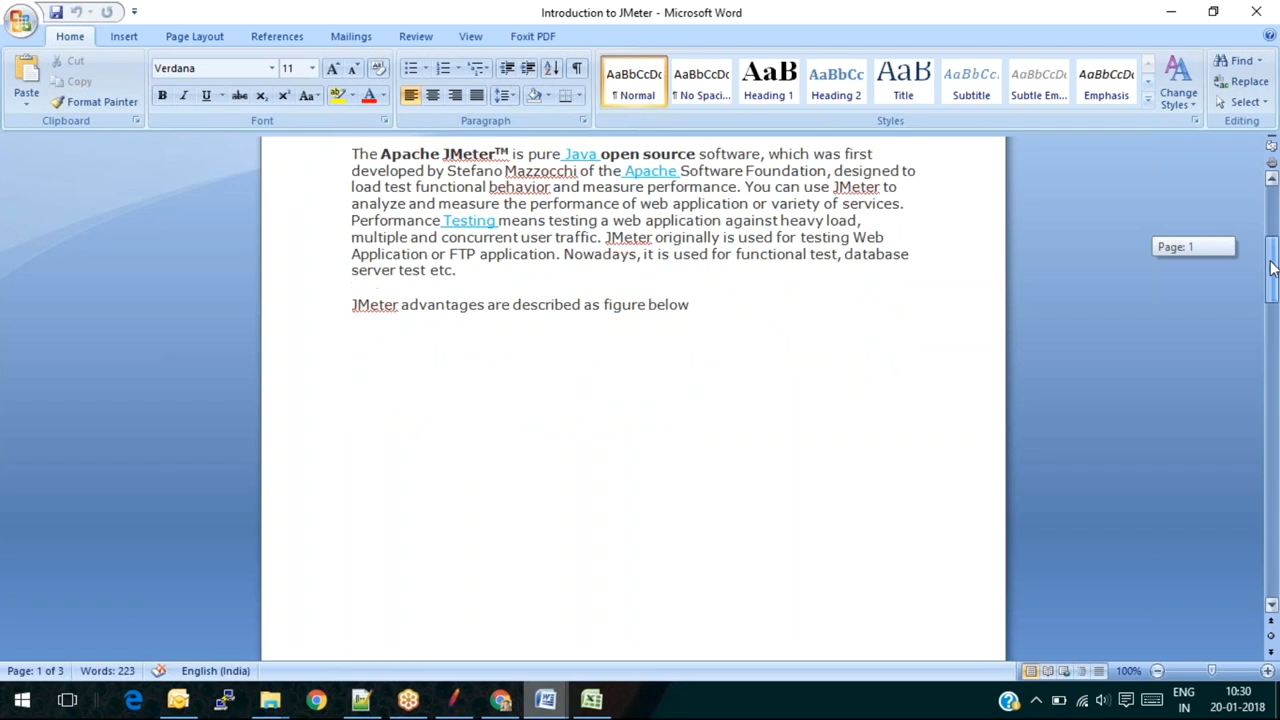 Introduction to JMeter - Microsoft Word
Home Insert Page Layout References Mailings Review View Foxit PDF
Paste
Cut
Copy
Format Painter
Clipboard
Verdana 11
Font
Paragraph
AaBbCcDc AaBbCcDc AaB AaBbCc AaB AaBbCc. AaBbCcDc AaBbCcDc
¶ Normal ¶ No Spaci... Heading 1 Heading 2 Title Subtitle Subtle Em... Emphasis
Change
Styles
Styles
Find
Replace
Select
Editing
The Apache JMeter™ is pure Java open source software, which was first
developed by Stefano Mazzocchi of the Apache Software Foundation, designed to
load test functional behavior and measure performance. You can use JMeter to
analyze and measure the performance of web application or variety of services.
Performance Testing means testing a web application against heavy load,
multiple and concurrent user traffic. JMeter originally is used for testing Web
Application or FTP application. Nowadays, it is used for functional test, database
server test etc.
JMeter advantages are described as figure below
Page: 1
Page: 1 of 3 Words: 223 English (India) 100%
ENG 10:30
IN 20-01-2018